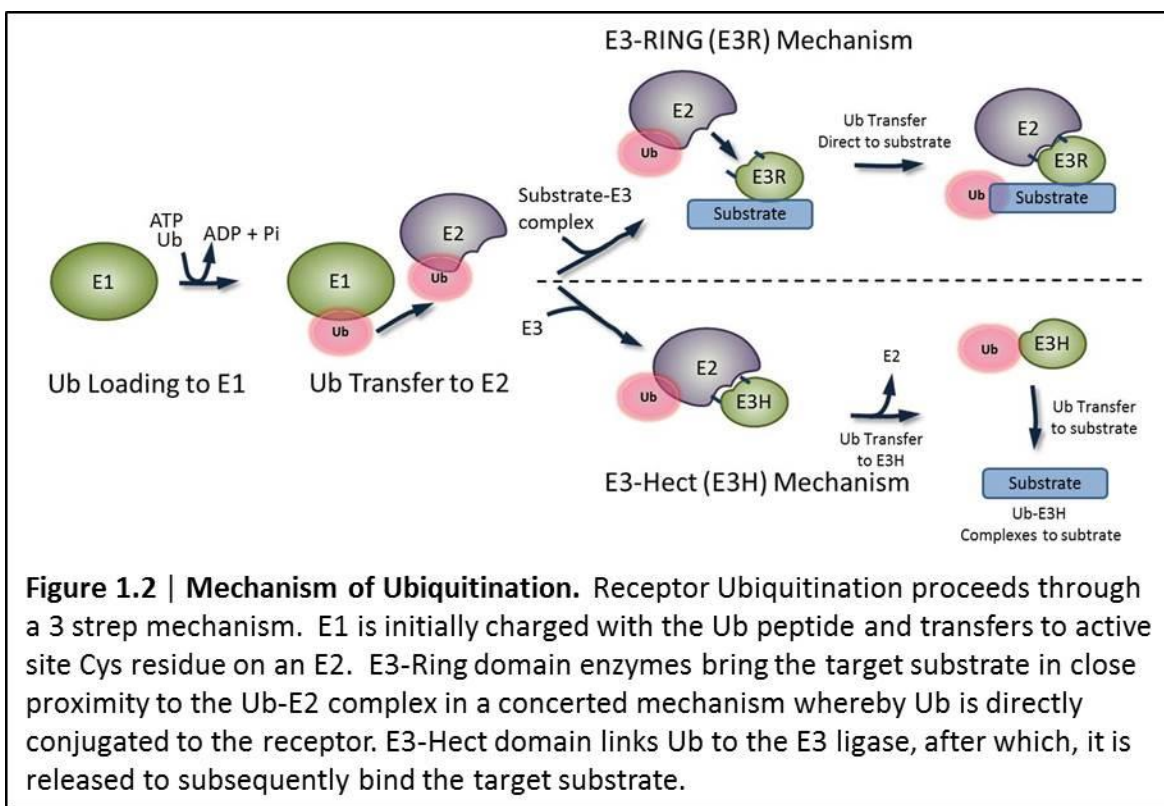 E3-RING (E3R) Mechanism
E2
Ub
E3R
Substrate
Ub Transfer
Direct to substrate
E2
E3R
Ub
Substrate
Substrate-E3
complex
ATP
Ub
ADP + Pi
E1
E2
Ub
E1
Ub
E3
Ub Loading to E1
Ub Transfer to E2
E2
Ub
E3H
E2
Ub Transfer
to E3H
Ub
E3H
Ub Transfer
to substrate
Substrate
Ub-E3H
Complexes to subtrate
E3-Hect (E3H) Mechanism
Figure 1.2 | Mechanism of Ubiquitination. Receptor Ubiquitination proceeds through
a 3 strep mechanism. E1 is initially charged with the Ub peptide and transfers to active
site Cys residue on an E2. E3-Ring domain enzymes bring the target substrate in close
proximity to the Ub-E2 complex in a concerted mechanism whereby Ub is directly
conjugated to the receptor. E3-Hect domain links Ub to the E3 ligase, after which, it is
released to subsequently bind the target substrate.